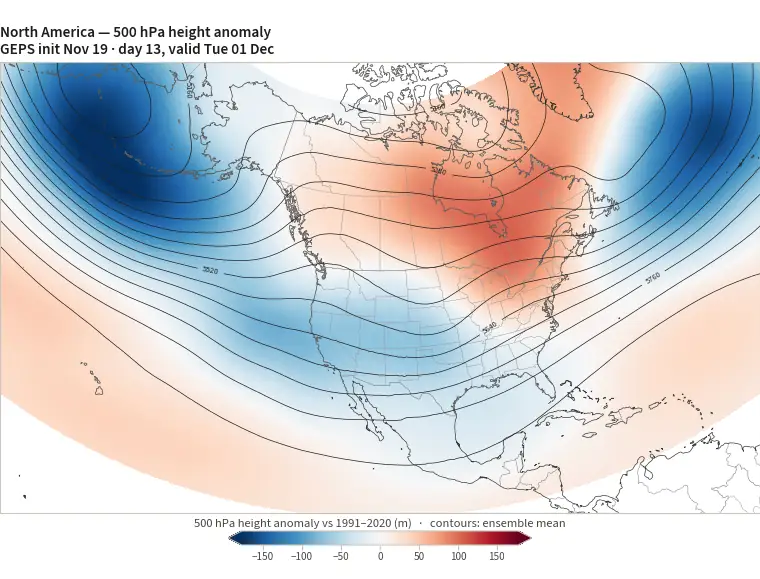 North America — 500 hPa height anomaly
GEPS init Nov 19 · day 13, valid Tue 01 Dec
5520
5640
5760
500 hPa height anomaly vs 1991–2020 (m) · contours: ensemble mean
−150 −100 −50 0 50 100 150